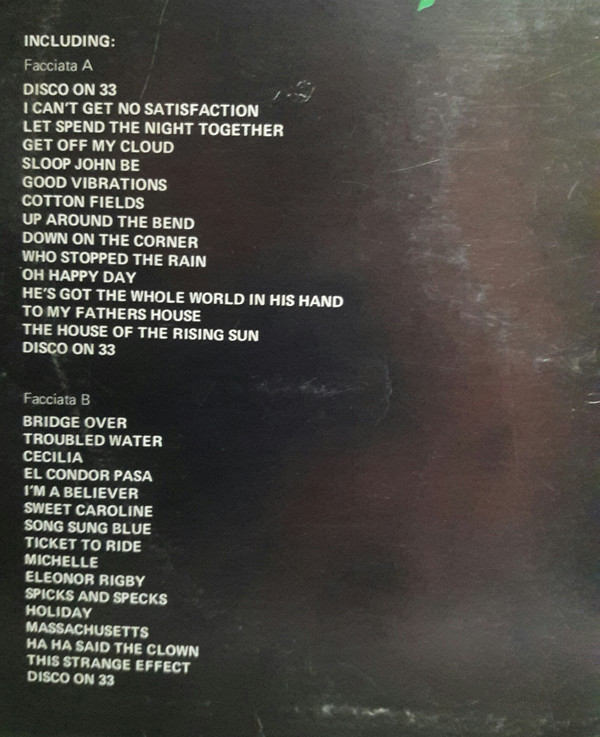 INCLUDING:
Facciata A
DISCO ON 33
I CAN'T GET NO SATISFACTION
LET SPEND THE NIGHT TOGETHER
GET OFF MY CLOUD
SLOOP JOHN BE
GOOD VIBRATIONS
COTTON FIELDS
UP AROUND THE BEND
DOWN ON THE CORNER
WHO STOPPED THE RAIN
OH HAPPY DAY
HE'S GOT THE WHOLE WORLD IN HIS HAND
TO MY FATHERS HOUSE
THE HOUSE OF THE RISING SUN
DISCO ON 33
Facciata B
BRIDGE OVER
TROUBLED WATER
CECILIA
EL CONDOR PASA
I'M A BELIEVER
SWEET CAROLINE
SONG SUNG BLUE
TICKET TO RIDE
MICHELLE
ELEONOR RIGBY
SPICKS AND SPECKS
HOLIDAY
MASSACHUSETTS
HA HA SAID THE CLOWN
THIS STRANGE EFFECT
DISCO ON 33